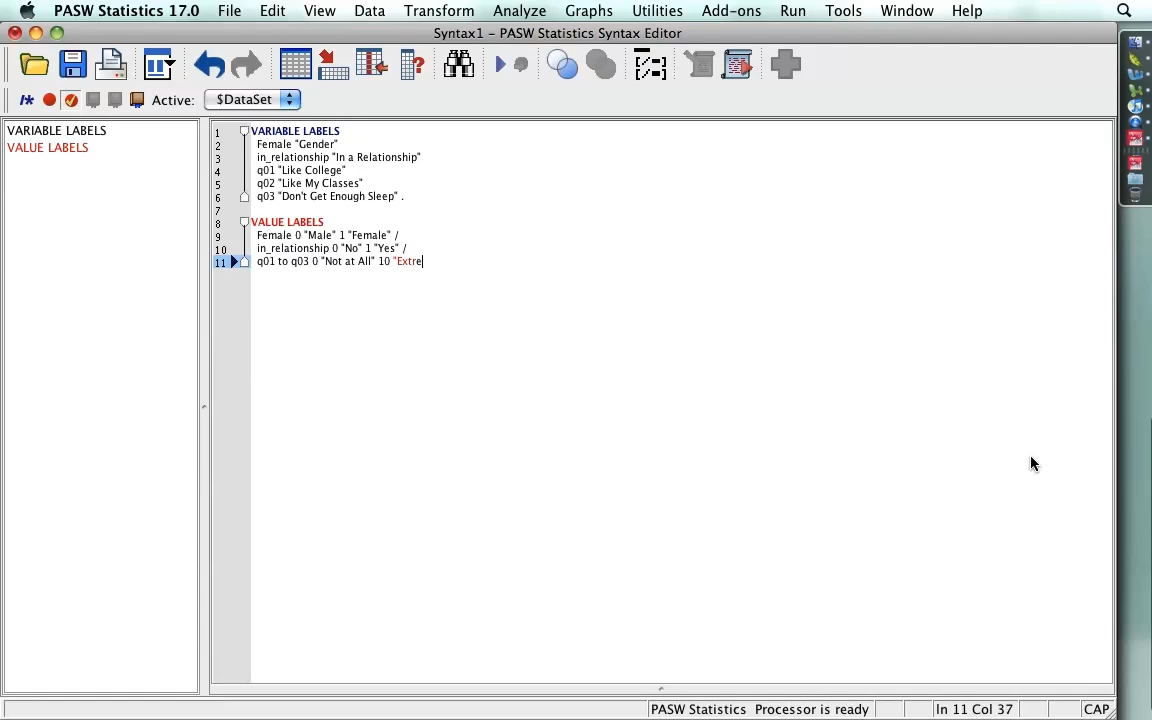 PASW Statistics 17.0 File Edit View Data Transform Analyze Graphs Utilities Add-ons Run Tools Window Help
Syntax1 - PASW Statistics Syntax Editor
Active: $DataSet
VARIABLE LABELS
VALUE LABELS
1 VARIABLE LABELS
2 Female "Gender"
3 in_relationship "In a Relationship"
4 q01 "Like College"
5 q02 "Like My Classes"
6 q03 "Don't Get Enough Sleep" .
7
8 VALUE LABELS
9 Female 0 "Male" 1 "Female" /
10 in_relationship 0 "No" 1 "Yes" /
11 q01 to q03 0 "Not at All" 10 "Extre
PASW Statistics Processor is ready In 11 Col 37 CAP